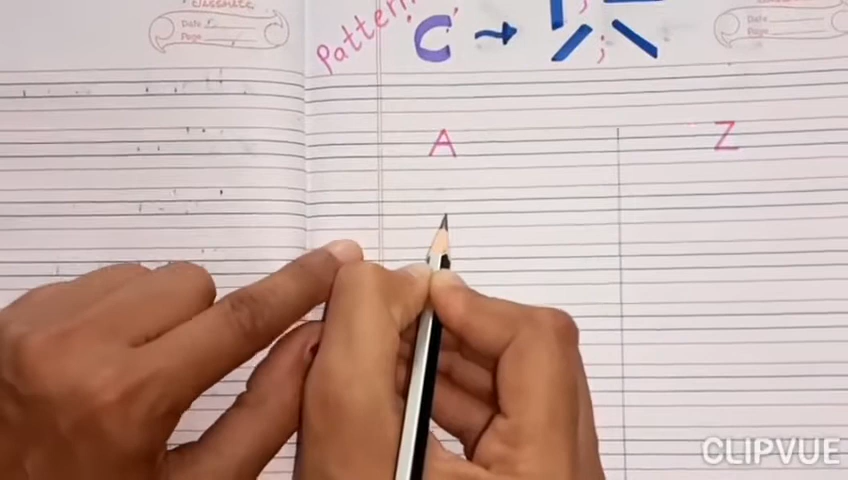 Date
Page
Pattern
C → | ; —
/ ; \
Date
Page
A Z
CLIPVUE